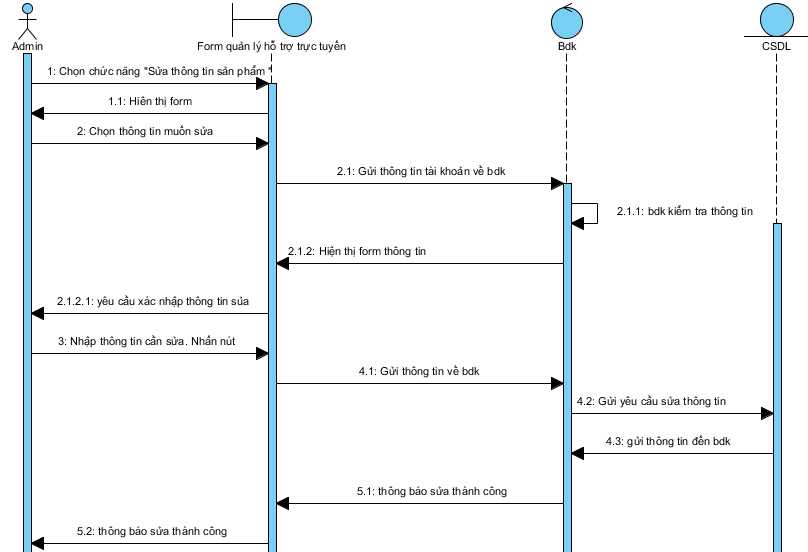 Admin
Form quản lý hỗ trợ trực tuyến
Bdk
CSDL
1: Chọn chức năng "Sửa thông tin sản phẩm "
1.1: Hiên thị form
2: Chọn thông tin muốn sửa
2.1: Gửi thông tin tài khoản về bdk
2.1.1: bdk kiểm tra thông tin
2.1.2: Hiện thị form thông tin
2.1.2.1: yêu cầu xác nhập thông tin sủa
3: Nhập thông tin cần sửa. Nhấn nút
4.1: Gửi thông tin về bdk
4.2: Gửi yêu cầu sửa thông tin
4.3: gửi thông tin đến bdk
5.1: thông báo sửa thành công
5.2: thông báo sửa thành công